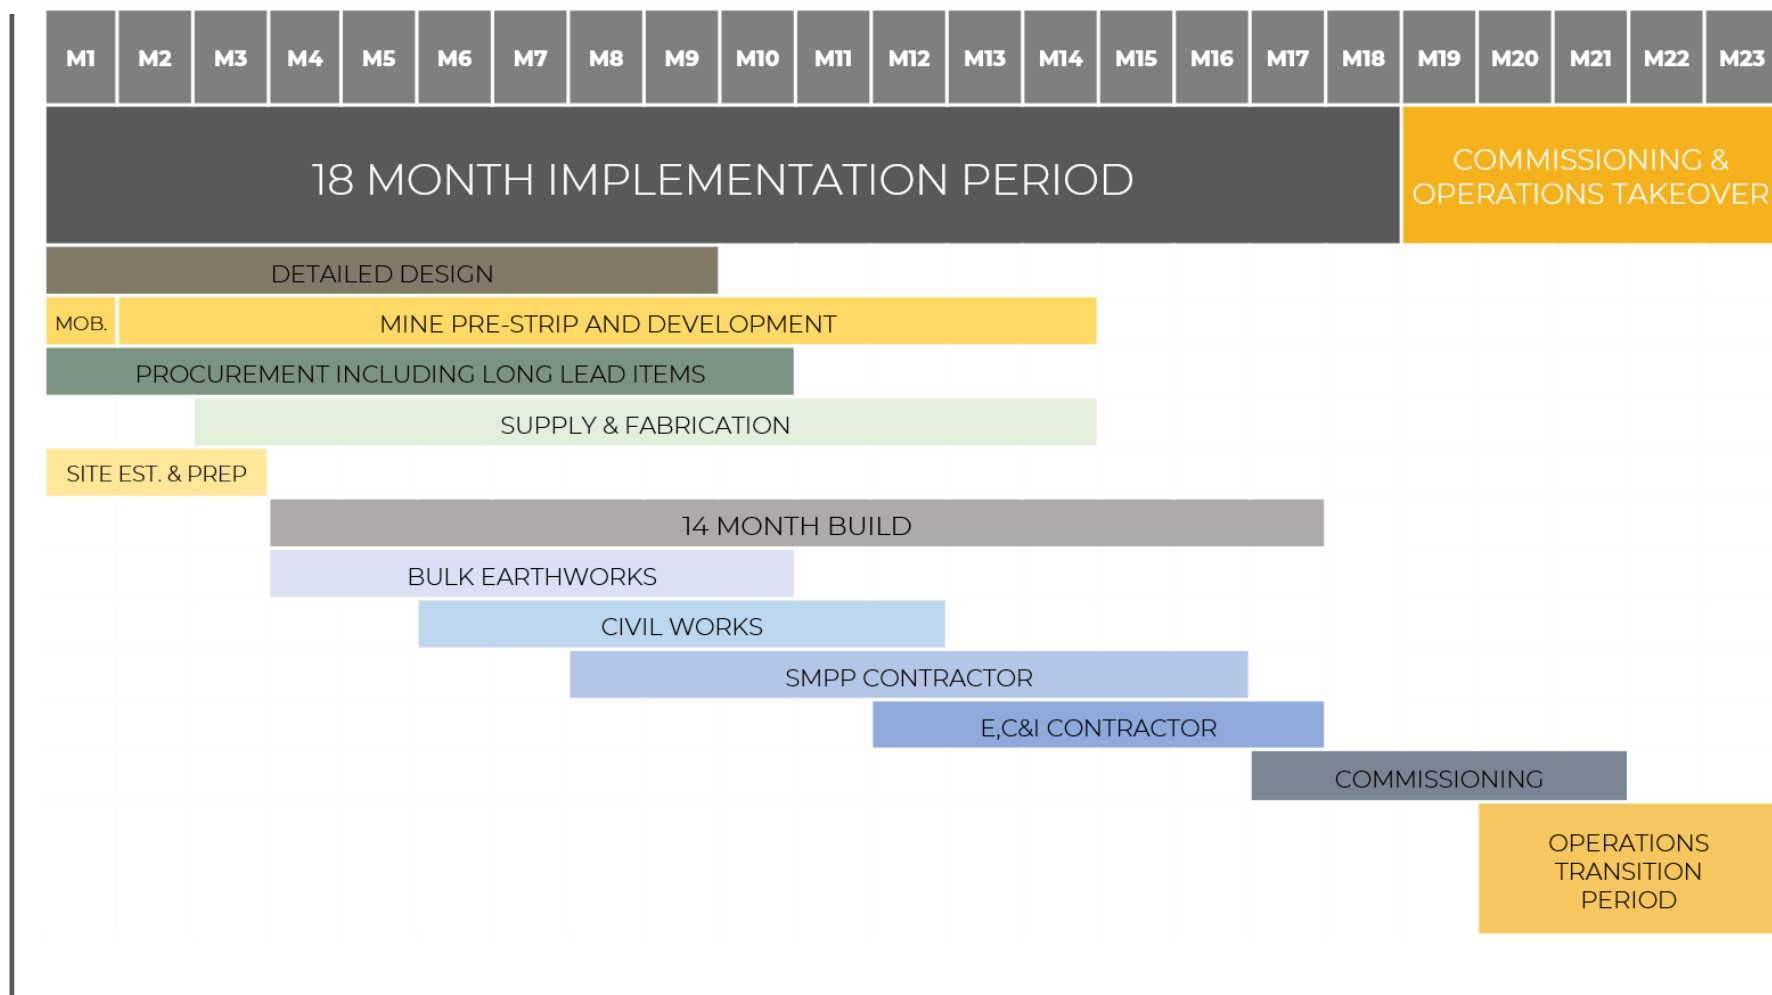 M1 M2 M3 M4 M5 M6 M7 M8 M9 M10 M11 M12 M13 M14 M15 M16 M17 M18 M19 M20 M21 M22 M23
18 MONTH IMPLEMENTATION PERIOD
COMMISSIONING &
OPERATIONS TAKEOVER
DETAILED DESIGN
MOB. MINE PRE-STRIP AND DEVELOPMENT
PROCUREMENT INCLUDING LONG LEAD ITEMS
SUPPLY & FABRICATION
SITE EST. & PREP
14 MONTH BUILD
BULK EARTHWORKS
CIVIL WORKS
SMPP CONTRACTOR
E,C&I CONTRACTOR
COMMISSIONING
OPERATIONS
TRANSITION
PERIOD